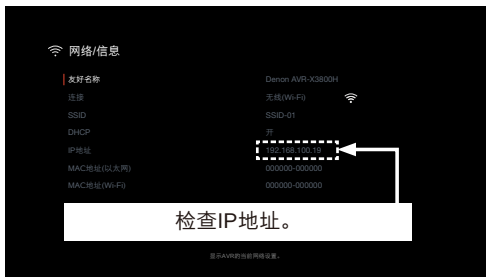 网络/信息
友好名称 Denon AVR-X3800H
连接 无线(Wi-Fi)
SSID SSID-01
DHCP 开
IP地址 192.168.100.19
MAC地址(以太网) 000000-000000
MAC地址(Wi-Fi) 000000-000000
检查IP地址。
显示AVR的当前网络设置。